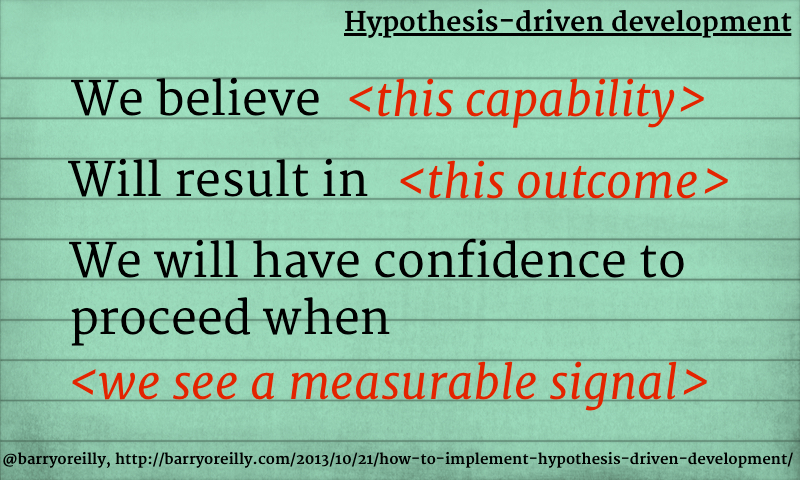 Hypothesis-driven development
We believe <this capability>
Will result in <this outcome>
We will have confidence to
proceed when
<we see a measurable signal>
@barryoreilly, http://barryoreilly.com/2013/10/21/how-to-implement-hypothesis-driven-development/